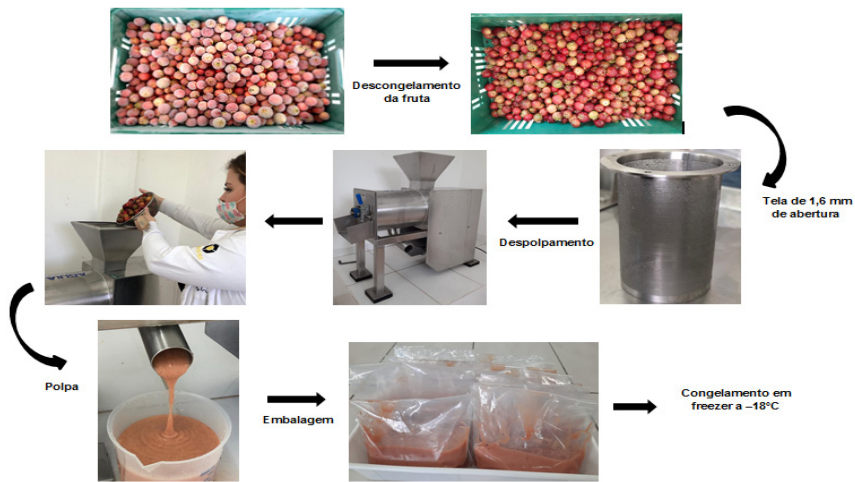 Descongelamento
da fruta
Tela de 1,6 mm
de abertura
Despolpamento
Polpa
Embalagem
Congelamento em
freezer a –18°C